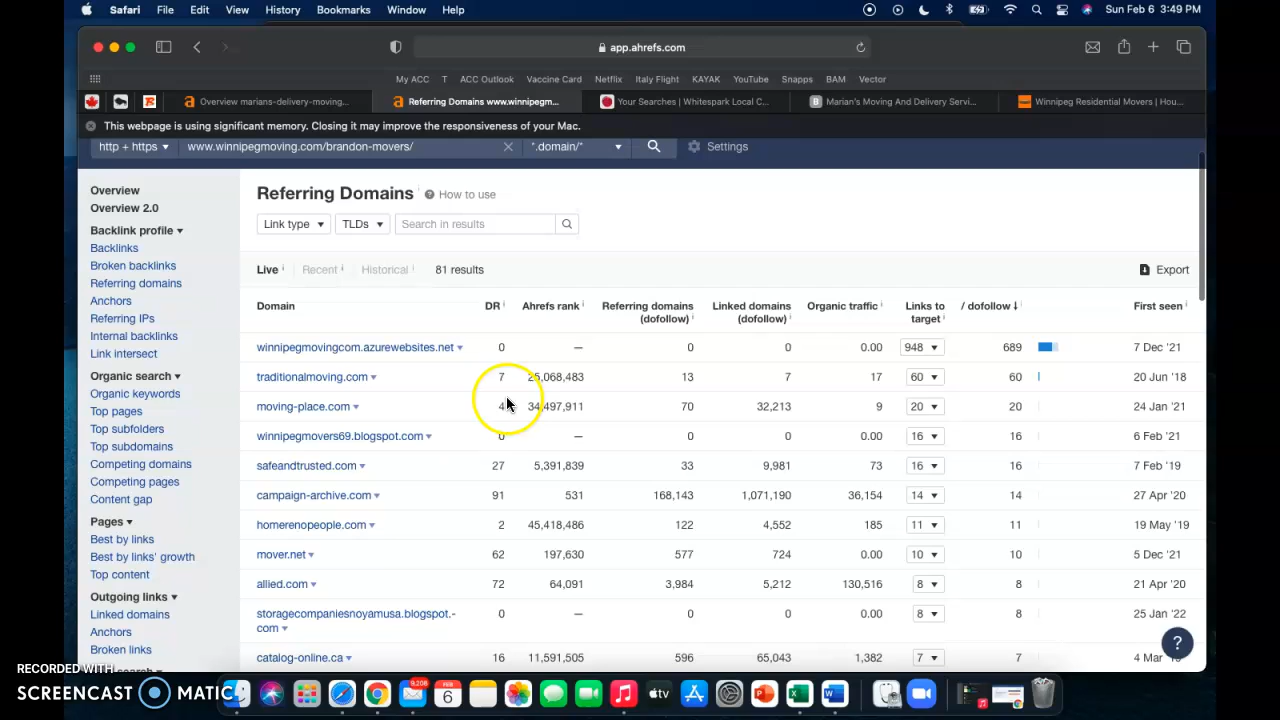 Safari File Edit View History Bookmarks Window Help Sun Feb 6 3:49 PM
app.ahrefs.com
My ACC T ACC Outlook Vaccine Card Netflix Italy Flight KAYAK YouTube Snapps BAM Vector
Overview marians-delivery-moving... Referring Domains www.winnipegm... Your Searches | Whitespark Local C... Marian's Moving And Delivery Servi... Winnipeg Residential Movers | Hou...
This webpage is using significant memory. Closing it may improve the responsiveness of your Mac.
http + https www.winnipegmoving.com/brandon-movers/ *.domain/* Settings
Overview
Overview 2.0
Backlink profile
Backlinks
Broken backlinks
Referring domains
Anchors
Referring IPs
Internal backlinks
Link intersect
Organic search
Organic keywords
Top pages
Top subfolders
Top subdomains
Competing domains
Competing pages
Content gap
Pages
Best by links
Best by links' growth
Top content
Outgoing links
Linked domains
Anchors
Broken links
Referring Domains How to use
Link type TLDs Search in results
Live Recent Historical 81 results Export
Domain DR Ahrefs rank Referring domains (dofollow) Linked domains (dofollow) Organic traffic Links to target / dofollow First seen
winnipegmovingcom.azurewebsites.net 0 — 0 0 0.00 948 689 7 Dec '21
traditionalmoving.com 7 25,068,483 13 7 17 60 60 20 Jun '18
moving-place.com 4 34,497,911 70 32,213 9 20 20 24 Jan '21
winnipegmovers69.blogspot.com 0 — 0 0 0.00 16 16 6 Feb '21
safeandtrusted.com 27 5,391,839 33 9,981 73 16 16 7 Feb '19
campaign-archive.com 91 531 168,143 1,071,190 36,154 14 14 27 Apr '20
homerenopeople.com 2 45,418,486 122 4,552 185 11 11 19 May '19
mover.net 62 197,630 577 724 0.00 10 10 5 Dec '21
allied.com 72 64,091 3,984 5,212 130,516 8 8 21 Apr '20
storagecompaniesnoyamusa.blogspot.-
com 0 — 0 0 0.00 8 8 25 Jan '22
catalog-online.ca 16 11,591,505 596 65,043 1,382 7 7 4 Mar
RECORDED WITH
SCREENCAST MATIC
9,206
FEB
6
tv